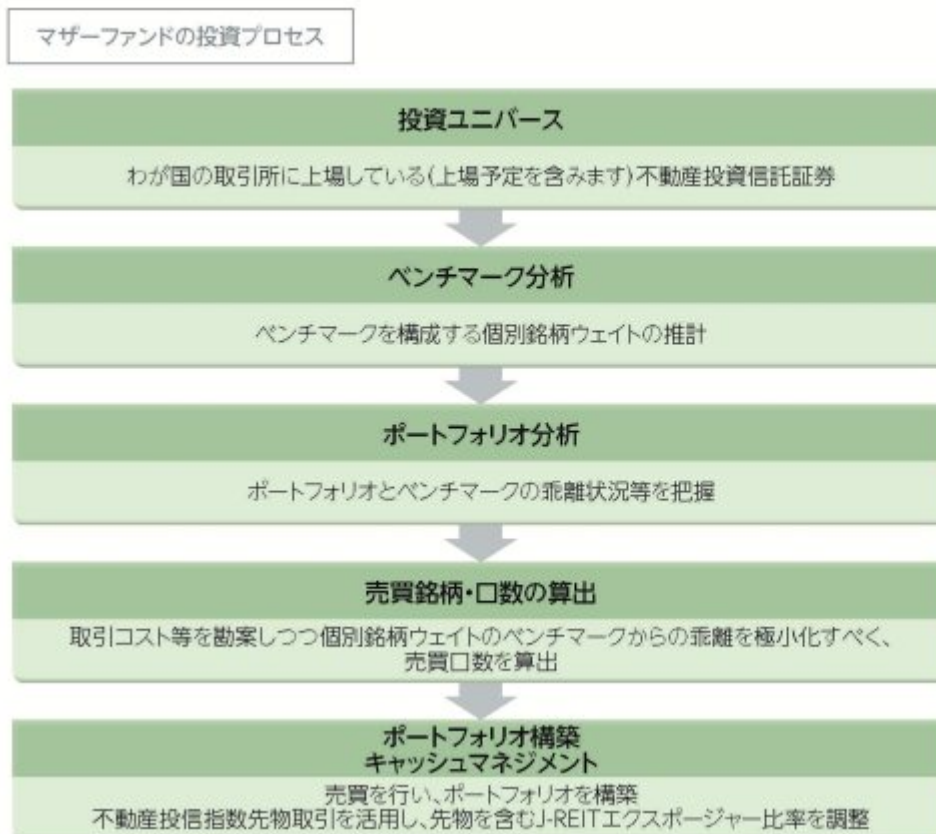 マザーファンドの投資プロセス
投資ユニバース
わが国の取引所に上場している(上場予定を含みます)不動産投資信託証券
ベンチマーク分析
ベンチマークを構成する個別銘柄ウェイトの推計
ポートフォリオ分析
ポートフォリオとベンチマークの乖離状況等を把握
売買銘柄・口数の算出
取引コスト等を勘案しつつ個別銘柄ウェイトのベンチマークからの乖離を極小化すべく、
売買口数を算出
ポートフォリオ構築
キャッシュマネジメント
売買を行い、ポートフォリオを構築
不動産投信指数先物取引を活用し、先物を含むJ-REITエクスポージャー比率を調整